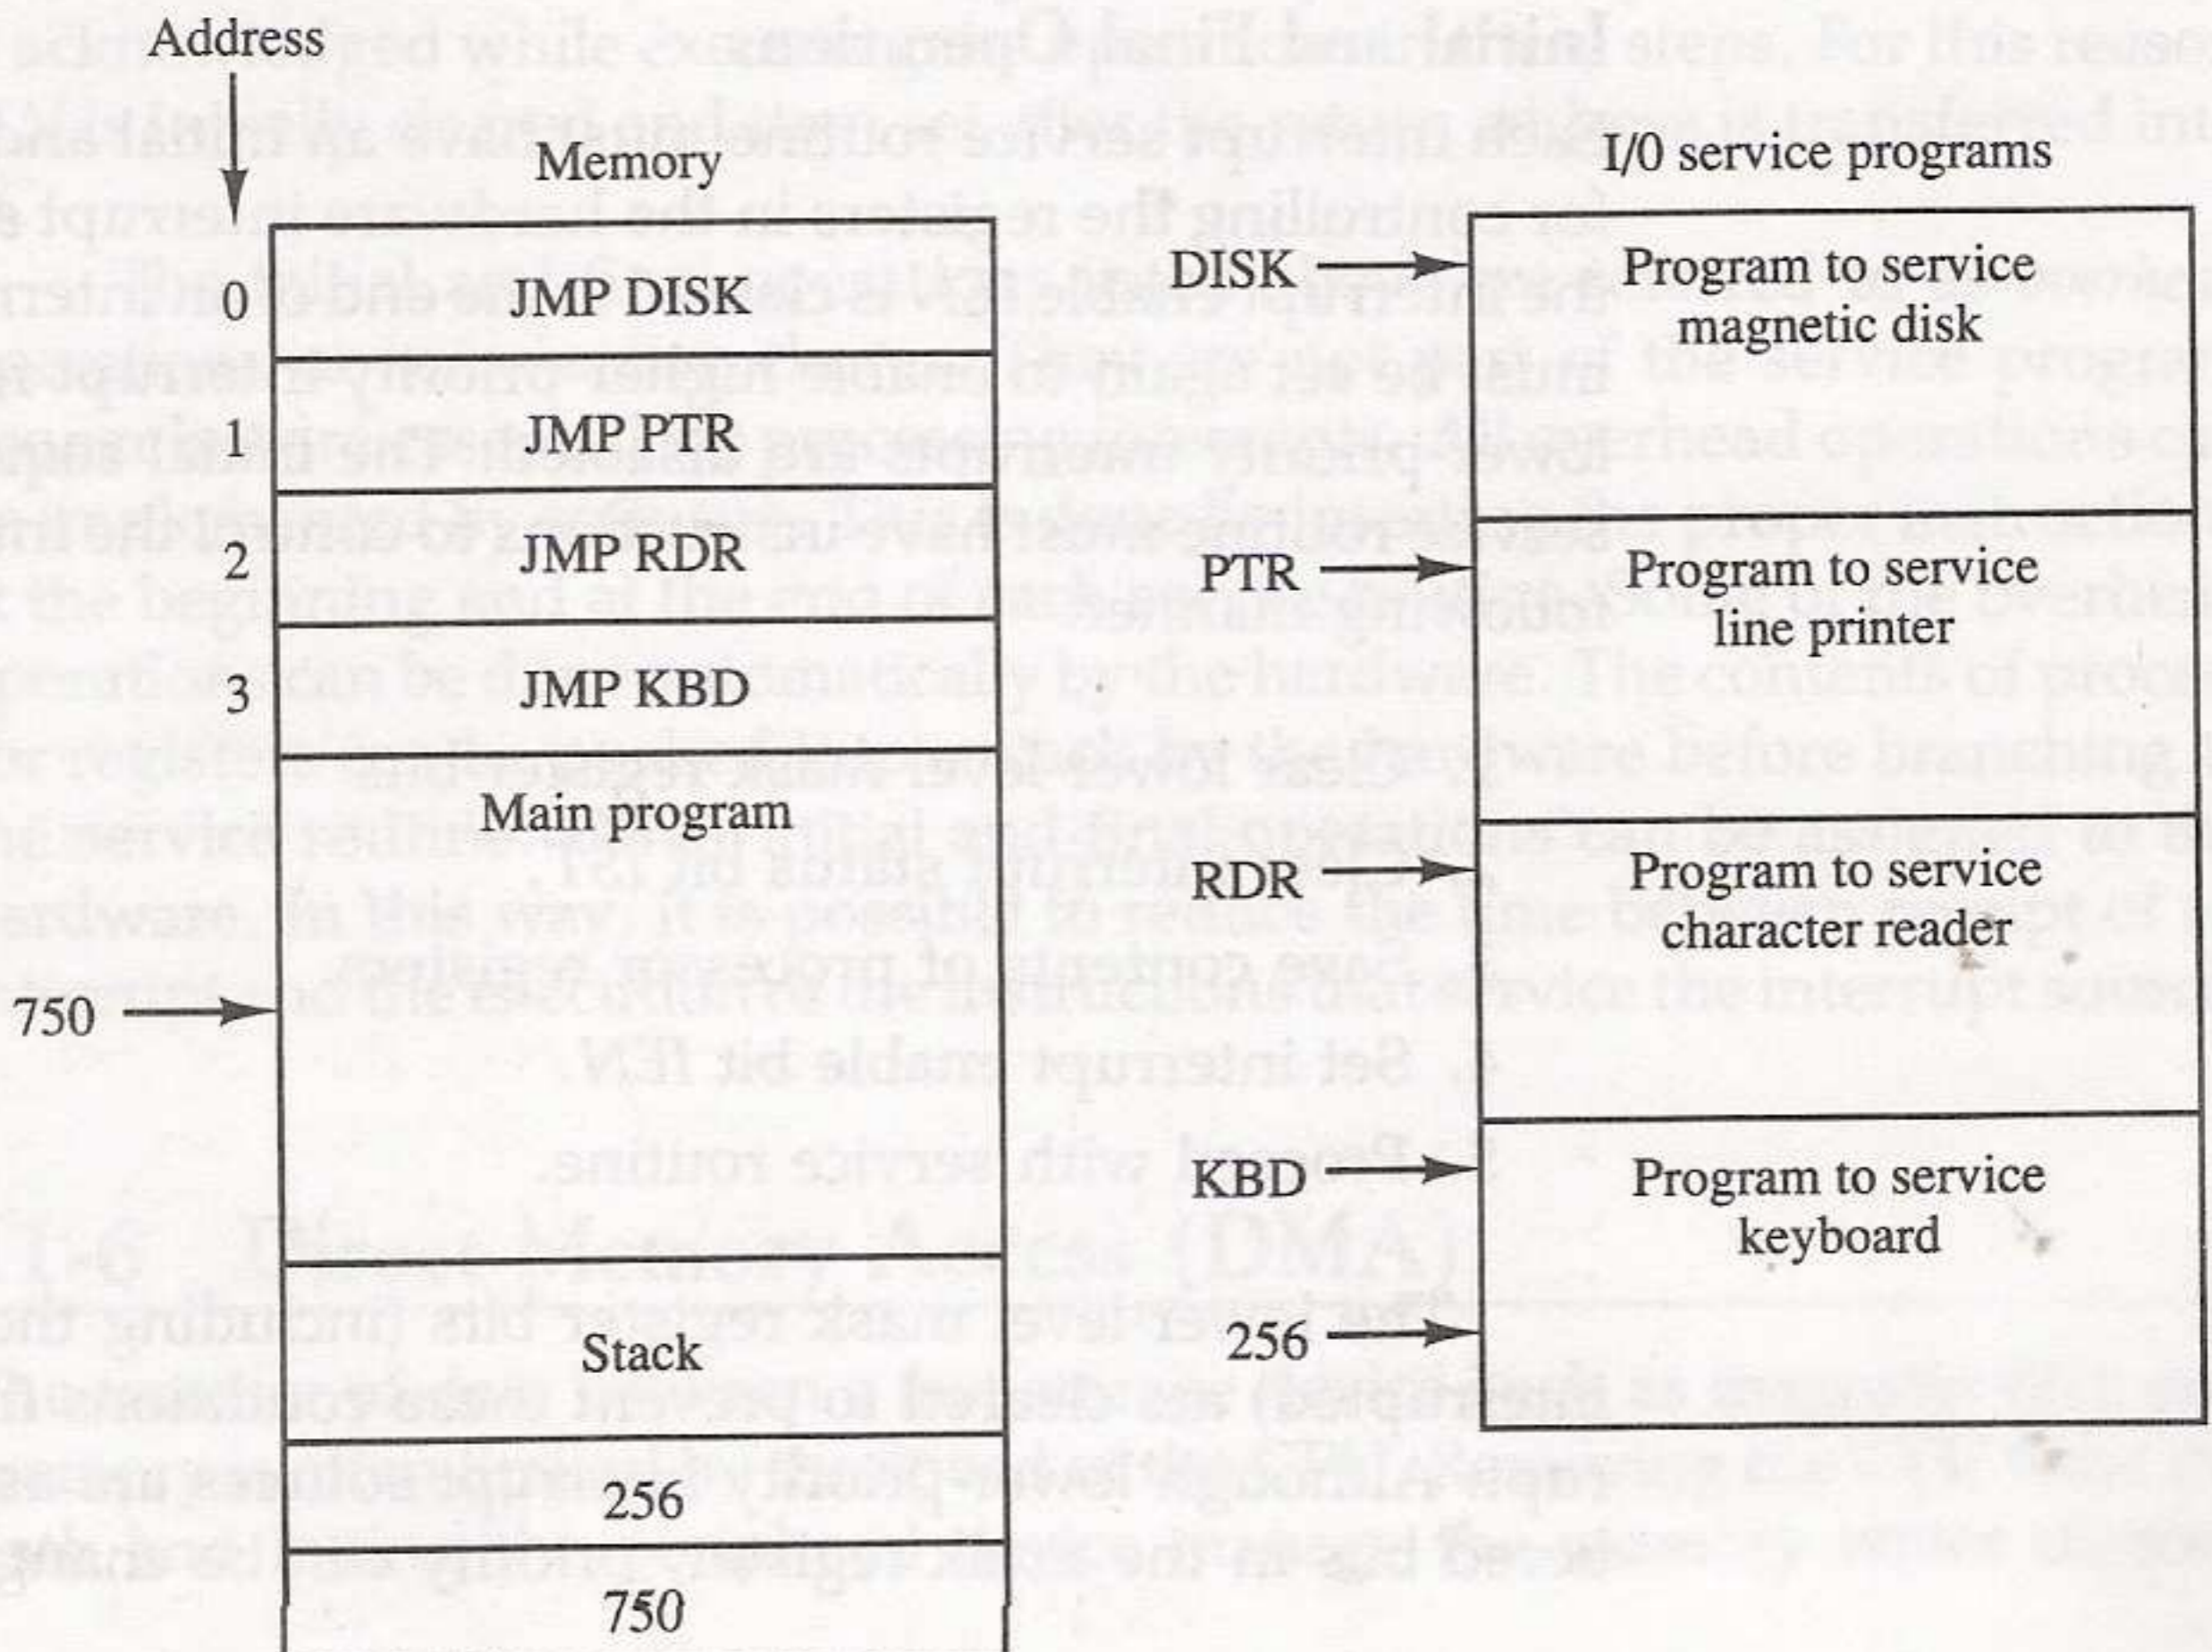 Address
Memory
0
JMP DISK
1
JMP PTR
2
JMP RDR
3
JMP KBD
Main program
750
Stack
256
750
I/0 service programs
DISK
Program to service
magnetic disk
PTR
Program to service
line printer
RDR
Program to service
character reader
KBD
Program to service
keyboard
256